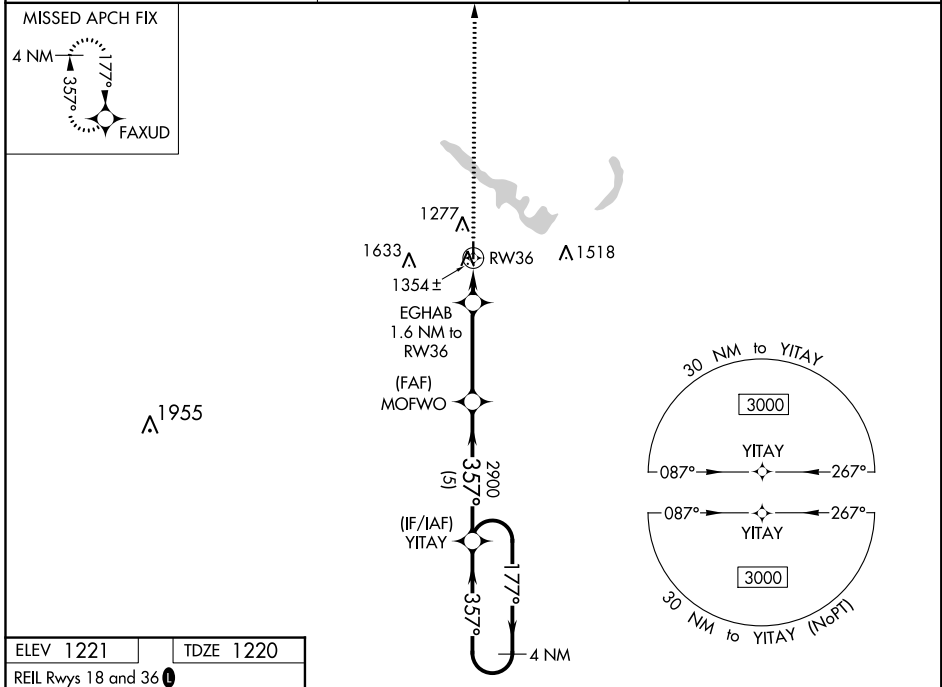 MISSED APCH FIX
4 NM
357°
177°
FAXUD
1277
1633
RW36
1518
1354 ±
EGHAB
1.6 NM to
RW36
(FAF)
MOFWO
1955
2900
357°
(5)
(IF/IAF)
YITAY
177°
357°
4 NM
30 NM to YITAY
3000
YITAY
087°
267°
087°
267°
YITAY
3000
30 NM to YITAY (NoPT)
ELEV 1221
TDZE 1220
REIL Rwys 18 and 36 L